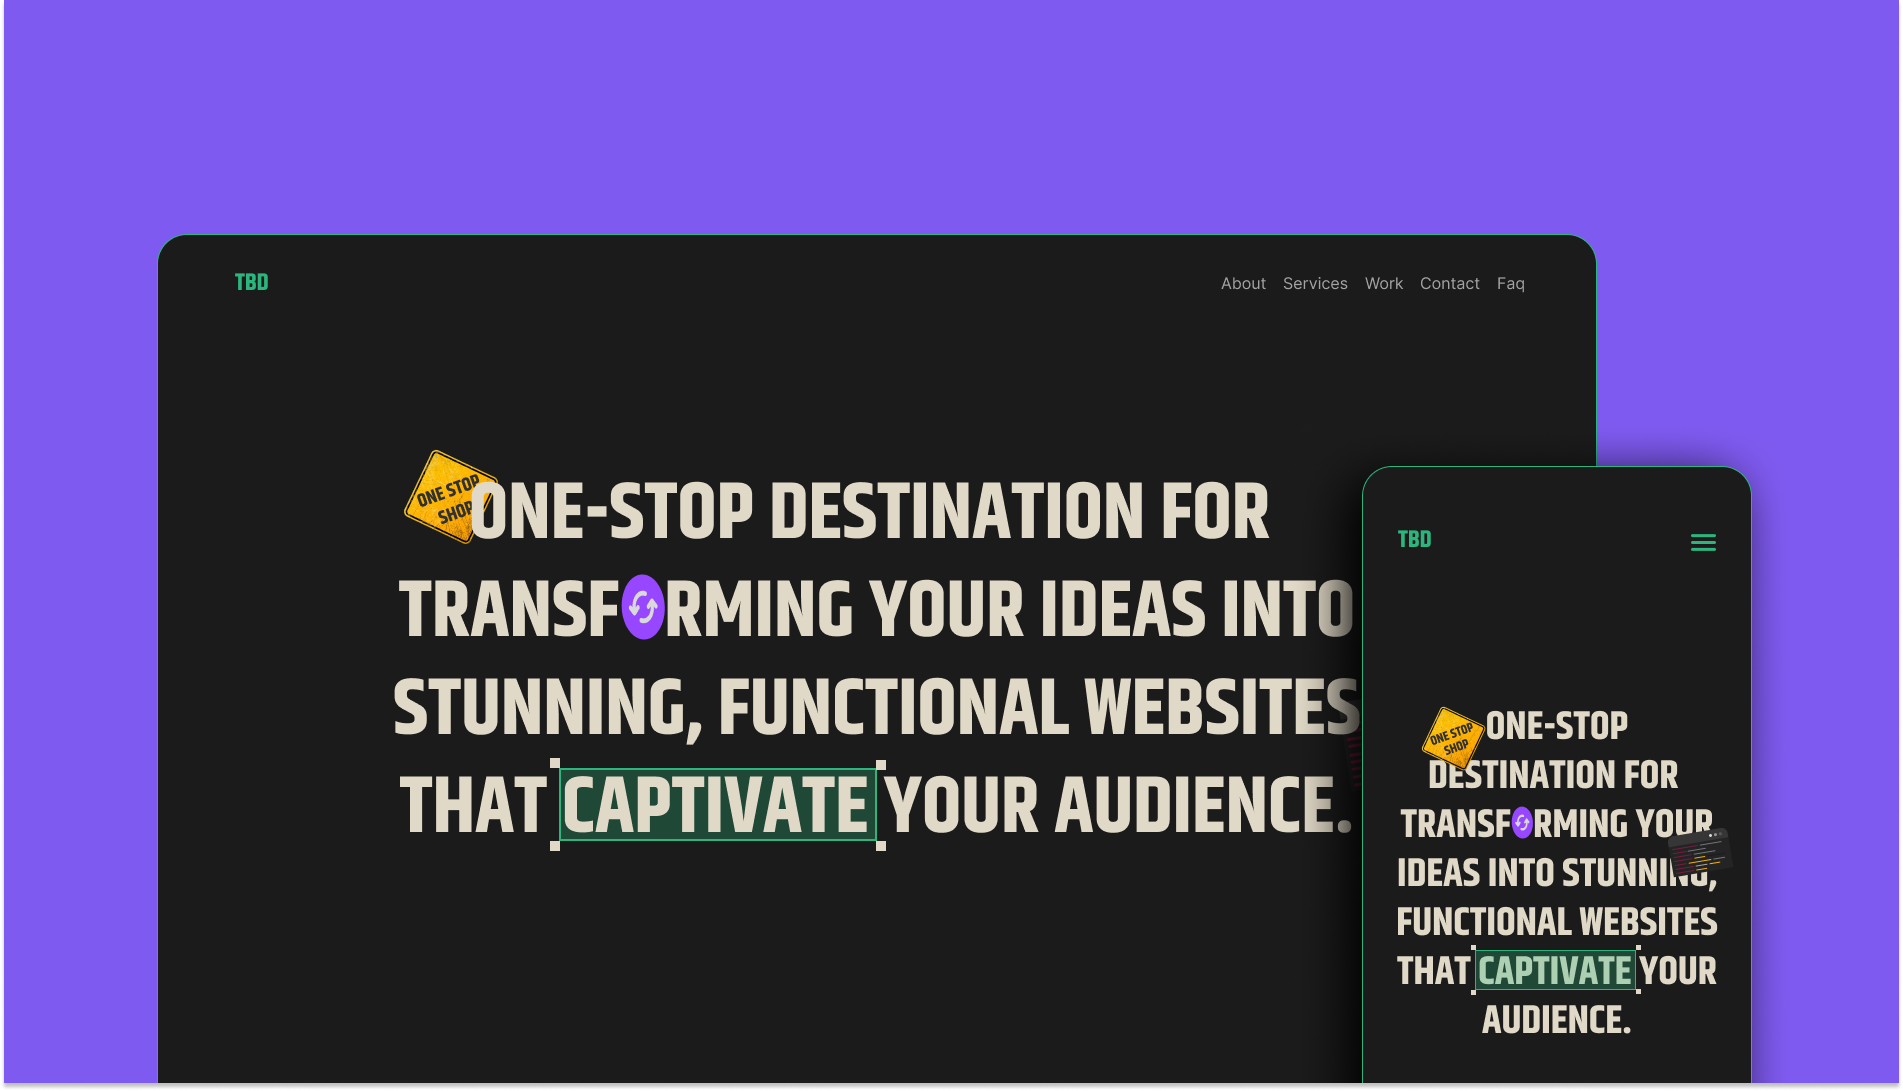 TBD
About Services Work Contact Faq
ONE STOP
SHOP
ONE-STOP DESTINATION FOR
TRANSFORMING YOUR IDEAS INTO
STUNNING, FUNCTIONAL WEBSITES
THAT CAPTIVATE YOUR AUDIENCE.
TBD
ONE STOP
SHOP
ONE-STOP
DESTINATION FOR
TRANSFORMING YOUR
IDEAS INTO STUNNING,
FUNCTIONAL WEBSITES
THAT CAPTIVATE YOUR
AUDIENCE.